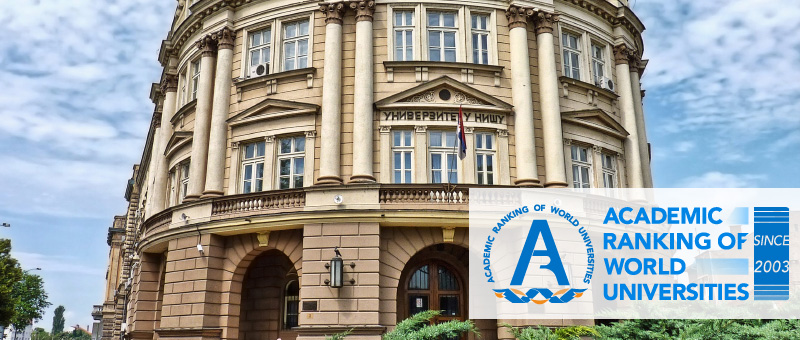 УНИВЕРЗИТЕТ У НИШУ
ACADEMIC RANKING OF WORLD UNIVERSITIES
ACADEMIC
RANKING OF
WORLD
UNIVERSITIES
SINCE
2003